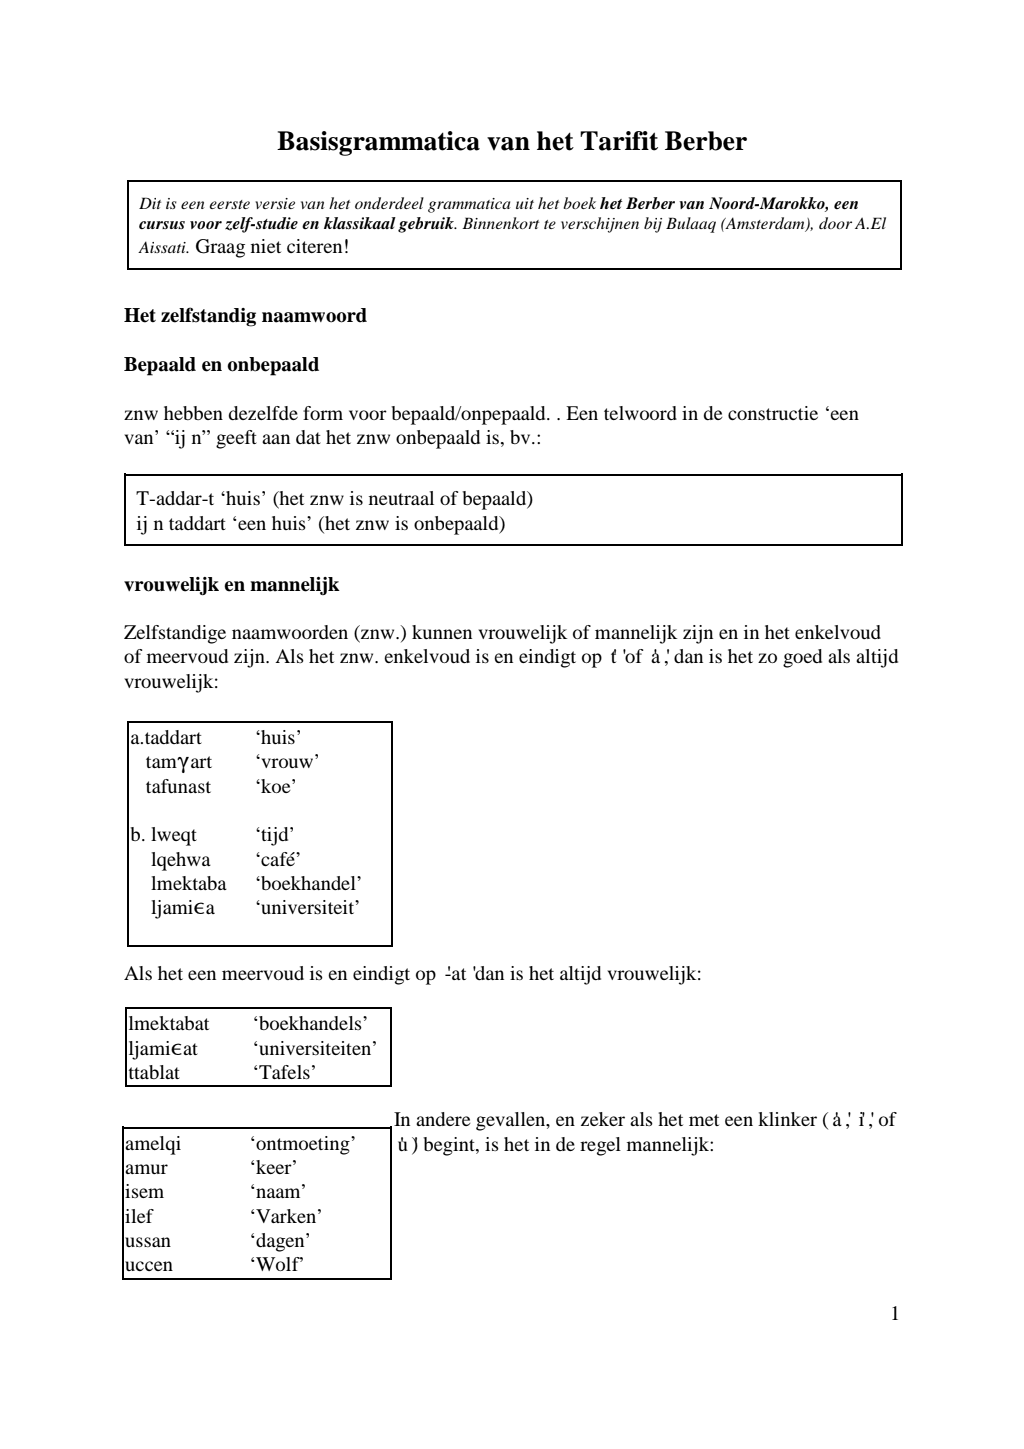 Basisgrammatica van het Tarifit Berber
Dit is een eerste versie van het onderdeel grammatica uit het boek het Berber van Noord-Marokko, een
cursus voor zelf-studie en klassikaal gebruik. Binnenkort te verschijnen bij Bulaaq (Amsterdam), door A.El
Aissati. Graag niet citeren!
Het zelfstandig naamwoord
Bepaald en onbepaald
znw hebben dezelfde form voor bepaald/onpepaald. . Een telwoord in de constructie ‘een
van’ “ij n” geeft aan dat het znw onbepaald is, bv.:
T-addar-t ‘huis’ (het znw is neutraal of bepaald)
ij n taddart ‘een huis’ (het znw is onbepaald)
vrouwelijk en mannelijk
Zelfstandige naamwoorden (znw.) kunnen vrouwelijk of mannelijk zijn en in het enkelvoud
of meervoud zijn. Als het znw. enkelvoud is en eindigt op 't 'of 'a ,' dan is het zo goed als altijd
vrouwelijk:
a.taddart ‘huis’
tamγart ‘vrouw’
tafunast ‘koe’
b. lweqt ‘tijd’
lqehwa ‘café’
lmektaba ‘boekhandel’
ljamiєa ‘universiteit’
Als het een meervoud is en eindigt op -'at 'dan is het altijd vrouwelijk:
lmektabat ‘boekhandels’
ljamiєat ‘universiteiten’
ttablat ‘Tafels’
In andere gevallen, en zeker als het met een klinker ( 'a ,' 'i ,' of
'u ') begint, is het in de regel mannelijk:
amelqi ‘ontmoeting’
amur ‘keer’
isem ‘naam’
ilef ‘Varken’
ussan ‘dagen’
uccen ‘Wolf’
1